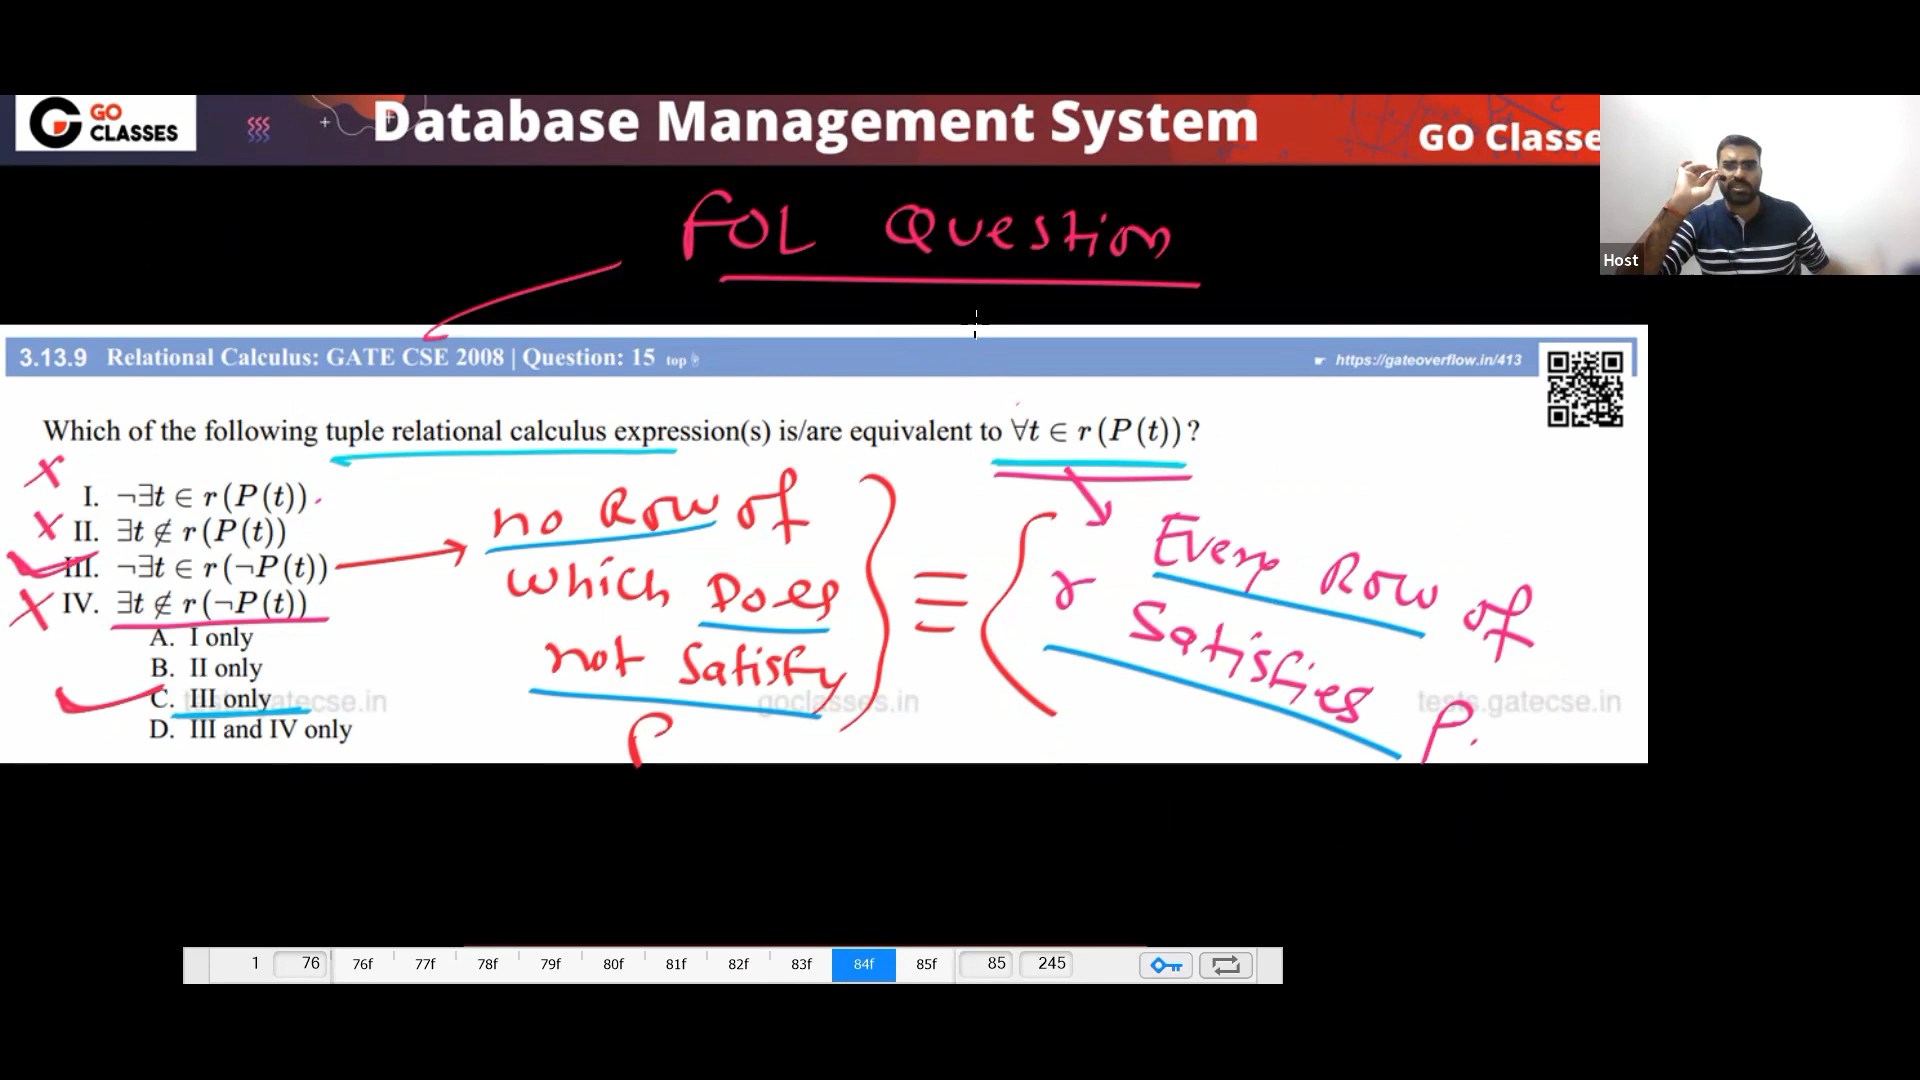 GO
CLASSES
Database Management System
GO Classe
Host
FOL Question
3.13.9 Relational Calculus: GATE CSE 2008 | Question: 15 top
https://gateoverflow.in/413
Which of the following tuple relational calculus expression(s) is/are equivalent to ∀t ∈ r (P(t))?
I. ¬∃t ∈ r (P(t))
II. ∃t ∉ r (P(t))
III. ¬∃t ∈ r (¬P(t))
IV. ∃t ∉ r (¬P(t))
A. I only
B. II only
C. III only
D. III and IV only
no Row of
which Does
not Satisfy
P
≡
Every Row of
r Satisfies
P.
tests.gatecse.in
goclasses.in
tests.gatecse.in
1 76 76f 77f 78f 79f 80f 81f 82f 83f 84f 85f 85 245